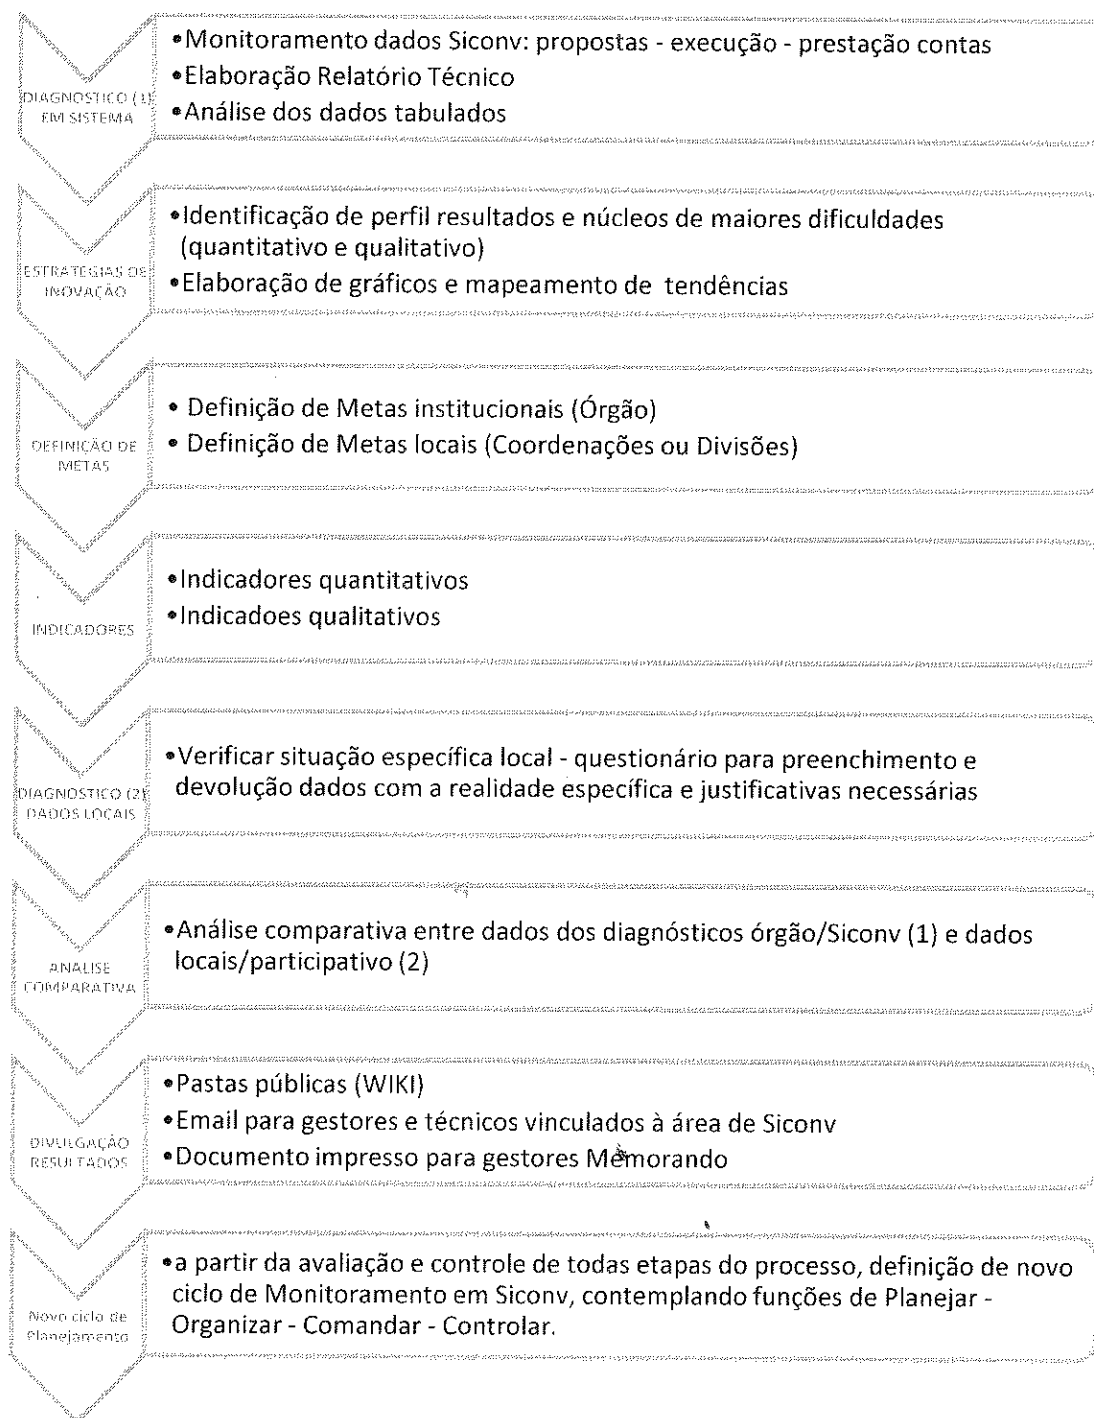 DIAGNOSTICO (1)
EM SISTEMA
•Monitoramento dados Siconv: propostas - execução - prestação contas
•Elaboração Relatório Técnico
•Análise dos dados tabulados
ESTRATEGIAS DE
INOVAÇÃO
•Identificação de perfil resultados e núcleos de maiores dificuldades
(quantitativo e qualitativo)
•Elaboração de gráficos e mapeamento de tendências
DEFINIÇÃO DE
METAS
• Definição de Metas institucionais (Órgão)
• Definição de Metas locais (Coordenações ou Divisões)
INDICADORES
•Indicadores quantitativos
•Indicadoes qualitativos
DIAGNOSTICO (2)
DADOS LOCAIS
•Verificar situação específica local - questionário para preenchimento e
devolução dados com a realidade específica e justificativas necessárias
ANALISE
COMPARATIVA
•Análise comparativa entre dados dos diagnósticos órgão/Siconv (1) e dados
locais/participativo (2)
DIVULGAÇÃO
RESULTADOS
•Pastas públicas (WIKI)
•Email para gestores e técnicos vinculados à área de Siconv
•Documento impresso para gestores Memorando
Novo ciclo de
Planejamento
•a partir da avaliação e controle de todas etapas do processo, definição de novo
ciclo de Monitoramento em Siconv, contemplando funções de Planejar -
Organizar - Comandar - Controlar.